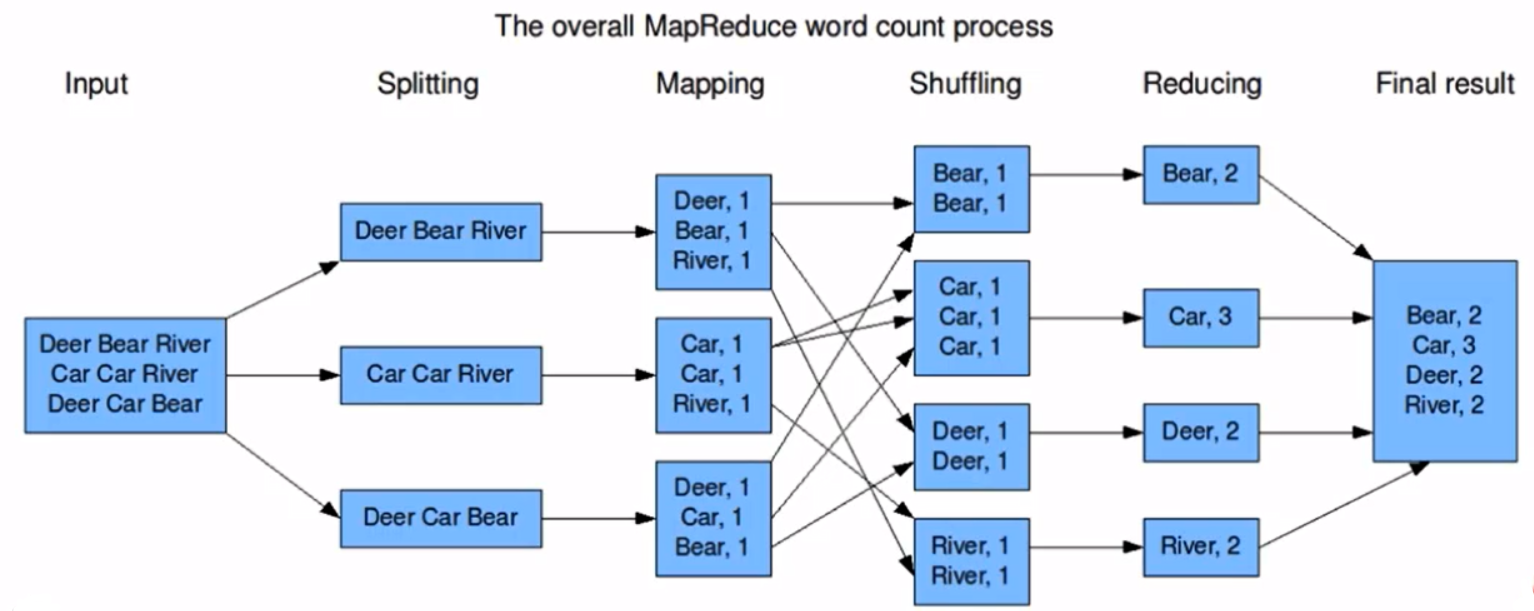 The overall MapReduce word count process
Input
Splitting
Mapping
Shuffling
Reducing
Final result
Deer Bear River
Car Car River
Deer Car Bear
Deer Bear River
Car Car River
Deer Car Bear
Deer, 1
Bear, 1
River, 1
Car, 1
Car, 1
River, 1
Deer, 1
Car, 1
Bear, 1
Bear, 1
Bear, 1
Car, 1
Car, 1
Car, 1
Deer, 1
Deer, 1
River, 1
River, 1
Bear, 2
Car, 3
Deer, 2
River, 2
Bear, 2
Car, 3
Deer, 2
River, 2